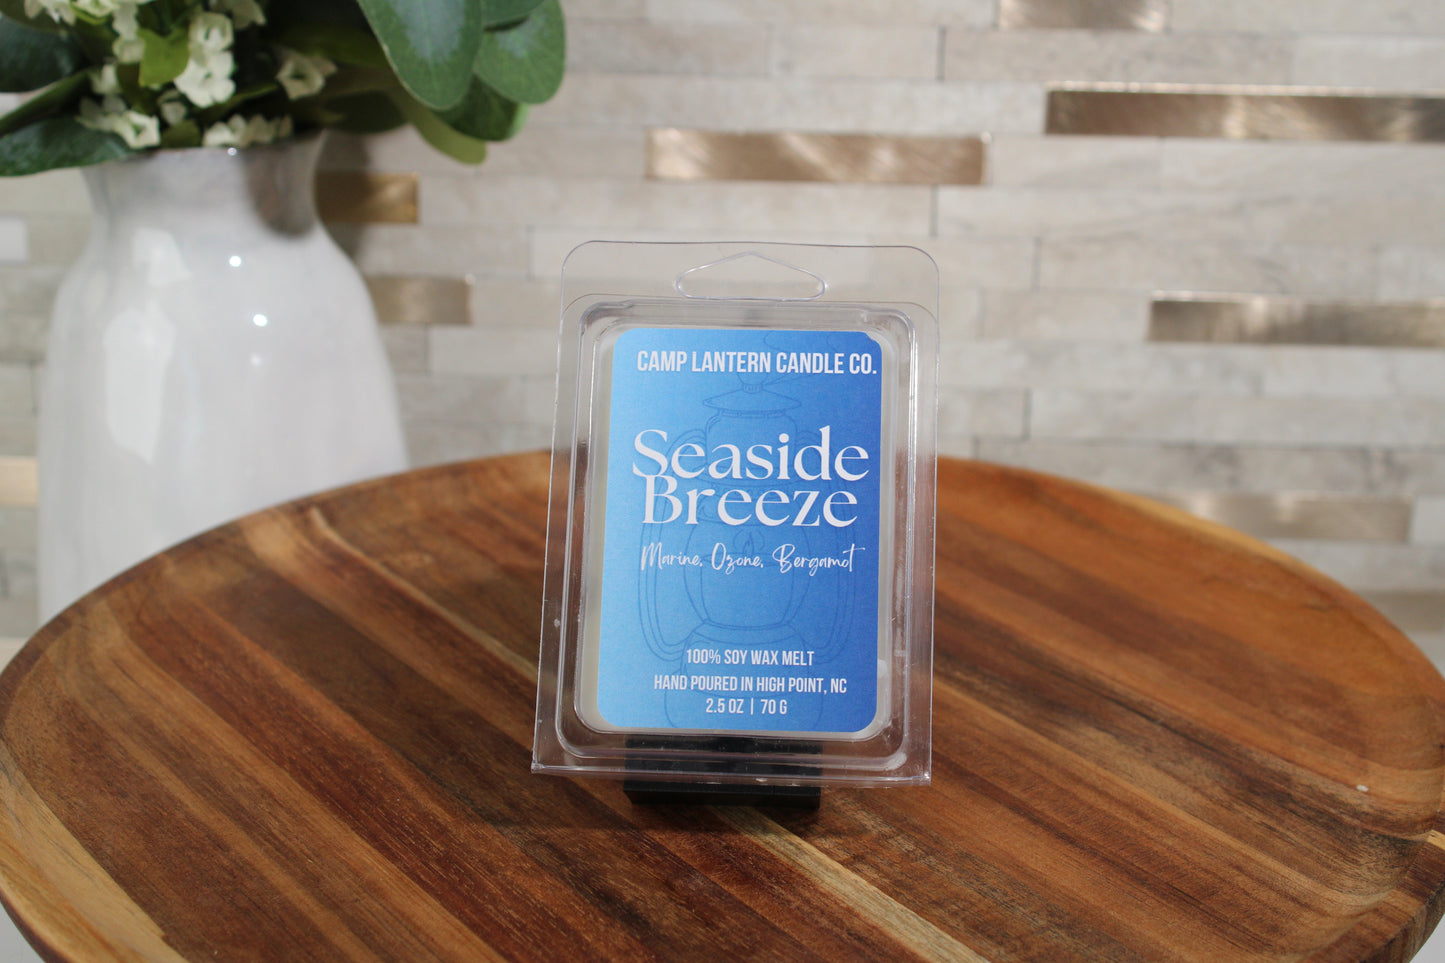 CAMP LANTERN CANDLE CO.
Seaside
Breeze
Marine, Ozone, Bergamot
100% SOY WAX MELT
HAND POURED IN HIGH POINT, NC
2.5 OZ | 70 G